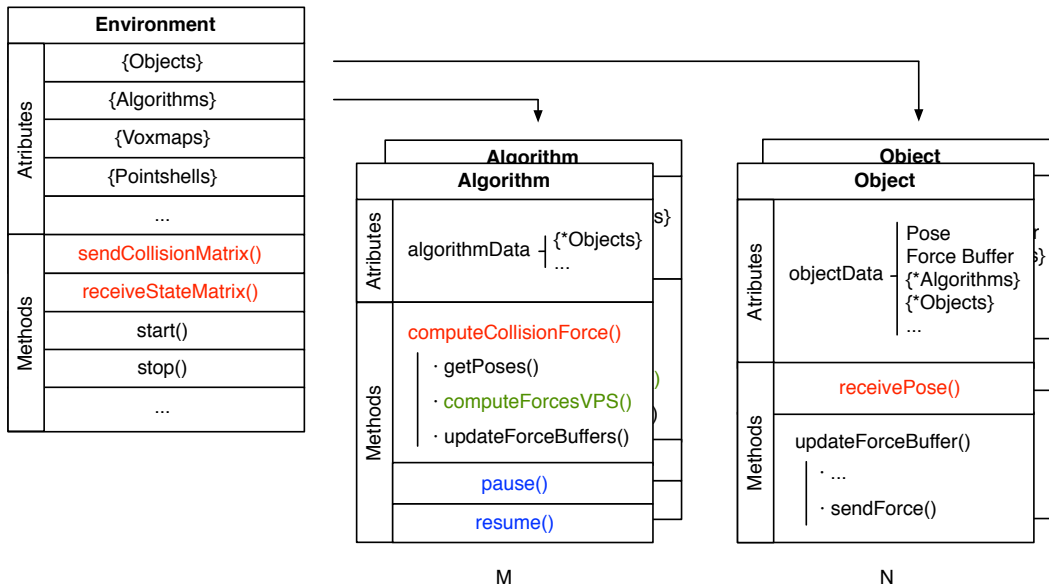 Environment
Atributes
{Objects}
{Algorithms}
{Voxmaps}
{Pointshells}
...
Methods
sendCollisionMatrix()
receiveStateMatrix()
start()
stop()
...
Algorithm
s}
)
)
Algorithm
Atributes
algorithmData
{*Objects}
...
Methods
computeCollisionForce()
· getPoses()
· computeForcesVPS()
· updateForceBuffers()
pause()
resume()
M
Object
r
s}
Object
Atributes
objectData
Pose
Force Buffer
{*Algorithms}
{*Objects}
...
Methods
receivePose()
updateForceBuffer()
· ...
· sendForce()
N